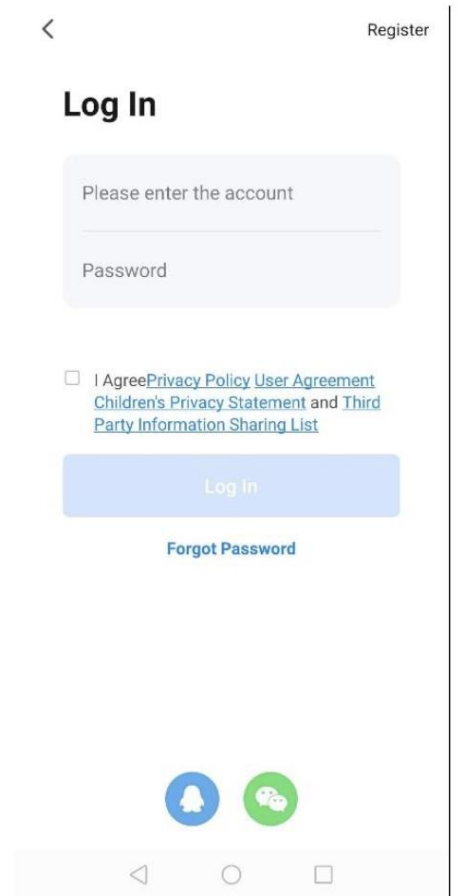 Register
Log In
Please enter the account
Password
I AgreePrivacy Policy User Agreement
Children's Privacy Statement and Third
Party Information Sharing List
Log In
Forgot Password